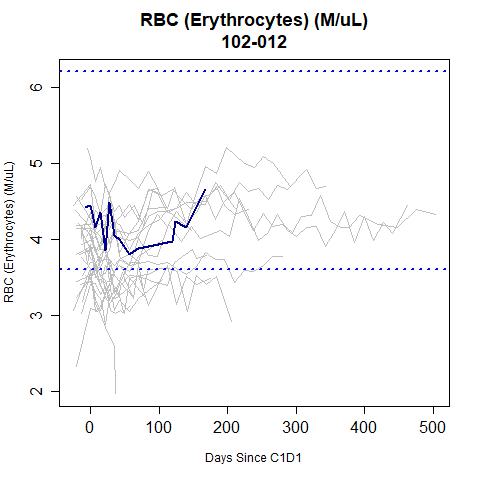 RBC (Erythrocytes) (M/uL)
102-012
RBC (Erythrocytes) (M/uL)
6
5
4
3
2
0 100 200 300 400 500
Days Since C1D1